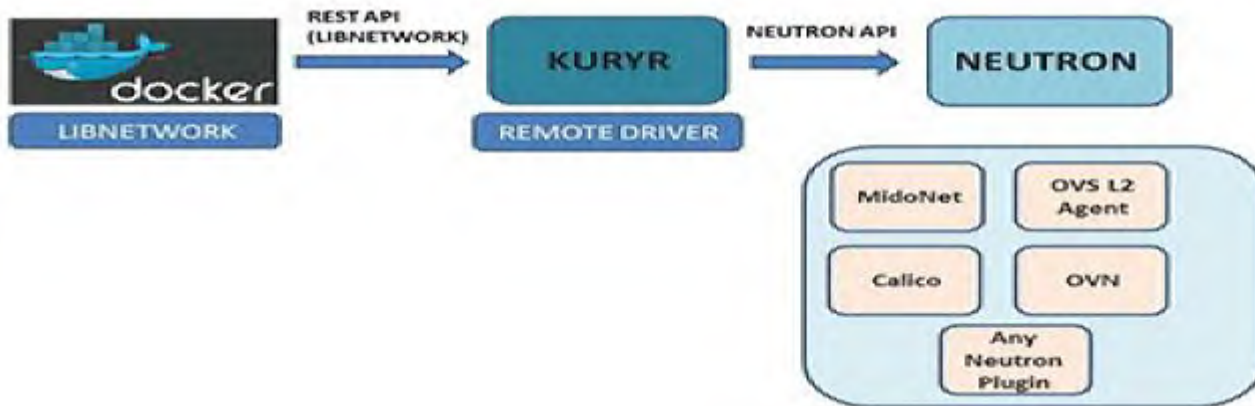 REST API
(LIBNETWORK)
docker
LIBNETWORK
KURYR
REMOTE DRIVER
NEUTRON API
NEUTRON
MidoNet
OVS L2
Agent
Calico
OVN
Any
Neutron
Plugin